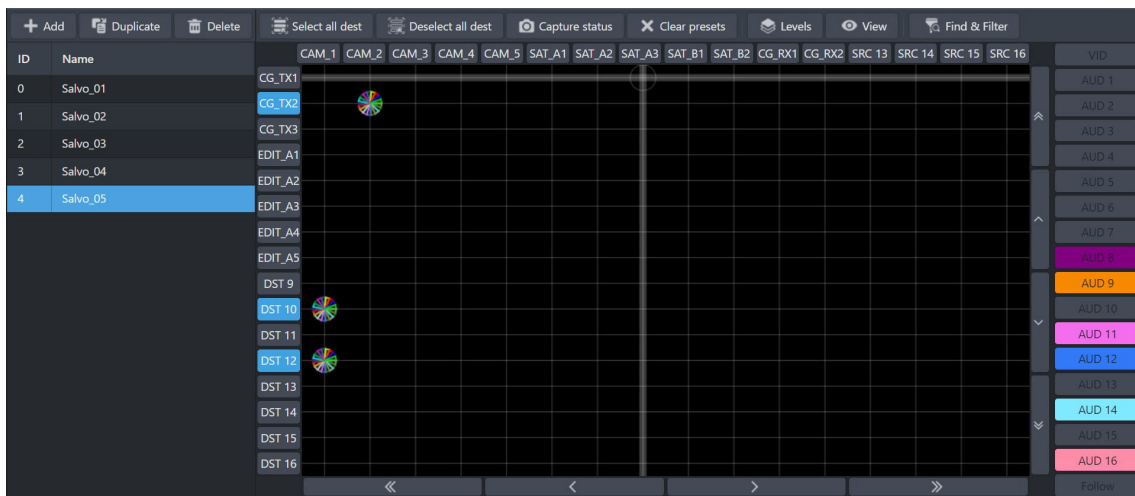 Add Duplicate Delete Select all dest Deselect all dest Capture status Clear presets Levels View Find & Filter
ID Name
CAM_1 CAM_2 CAM_3 CAM_4 CAM_5 SAT_A1 SAT_A2 SAT_A3 SAT_B1 SAT_B2 CG_RX1 CG_RX2 SRC 13 SRC 14 SRC 15 SRC 16
0 Salvo_01
1 Salvo_02
2 Salvo_03
3 Salvo_04
4 Salvo_05
CG_TX1
CG_TX2
CG_TX3
EDIT_A1
EDIT_A2
EDIT_A3
EDIT_A4
EDIT_A5
DST 9
DST 10
DST 11
DST 12
DST 13
DST 14
DST 15
DST 16
VID
AUD 1
AUD 2
AUD 3
AUD 4
AUD 5
AUD 6
AUD 7
AUD 8
AUD 9
AUD 10
AUD 11
AUD 12
AUD 13
AUD 14
AUD 15
AUD 16
Follow